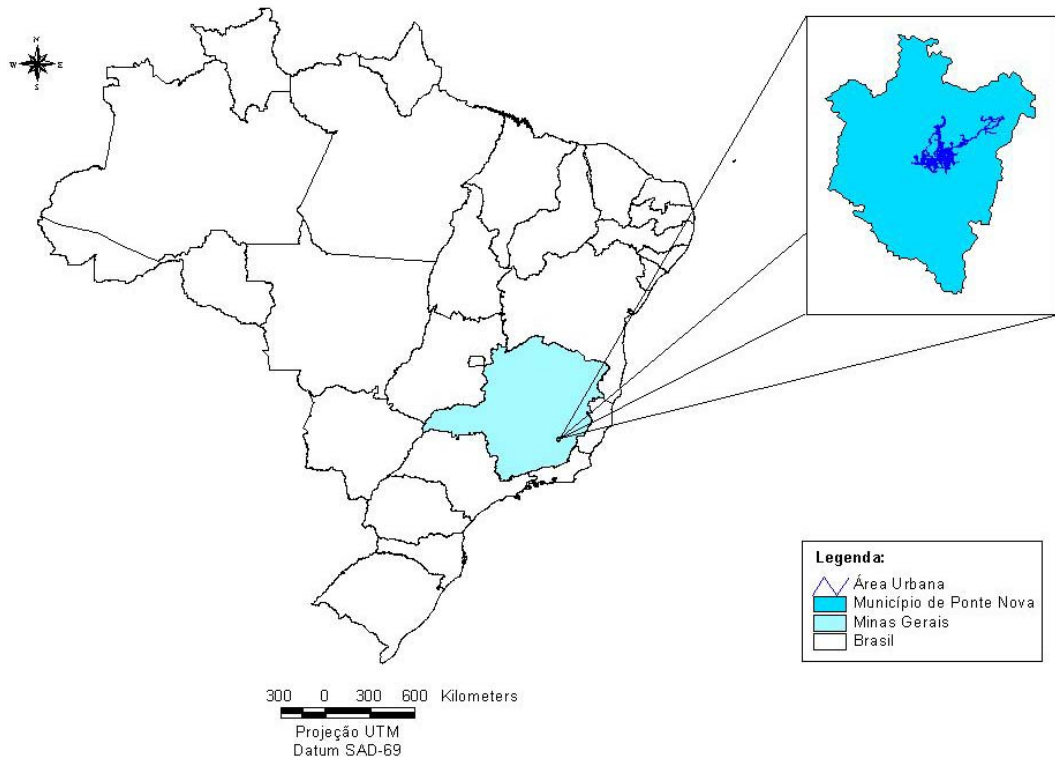 N
W E
S
Legenda:
Área Urbana
Município de Ponte Nova
Minas Gerais
Brasil
300 0 300 600 Kilometers
Projeção UTM
Datum SAD-69